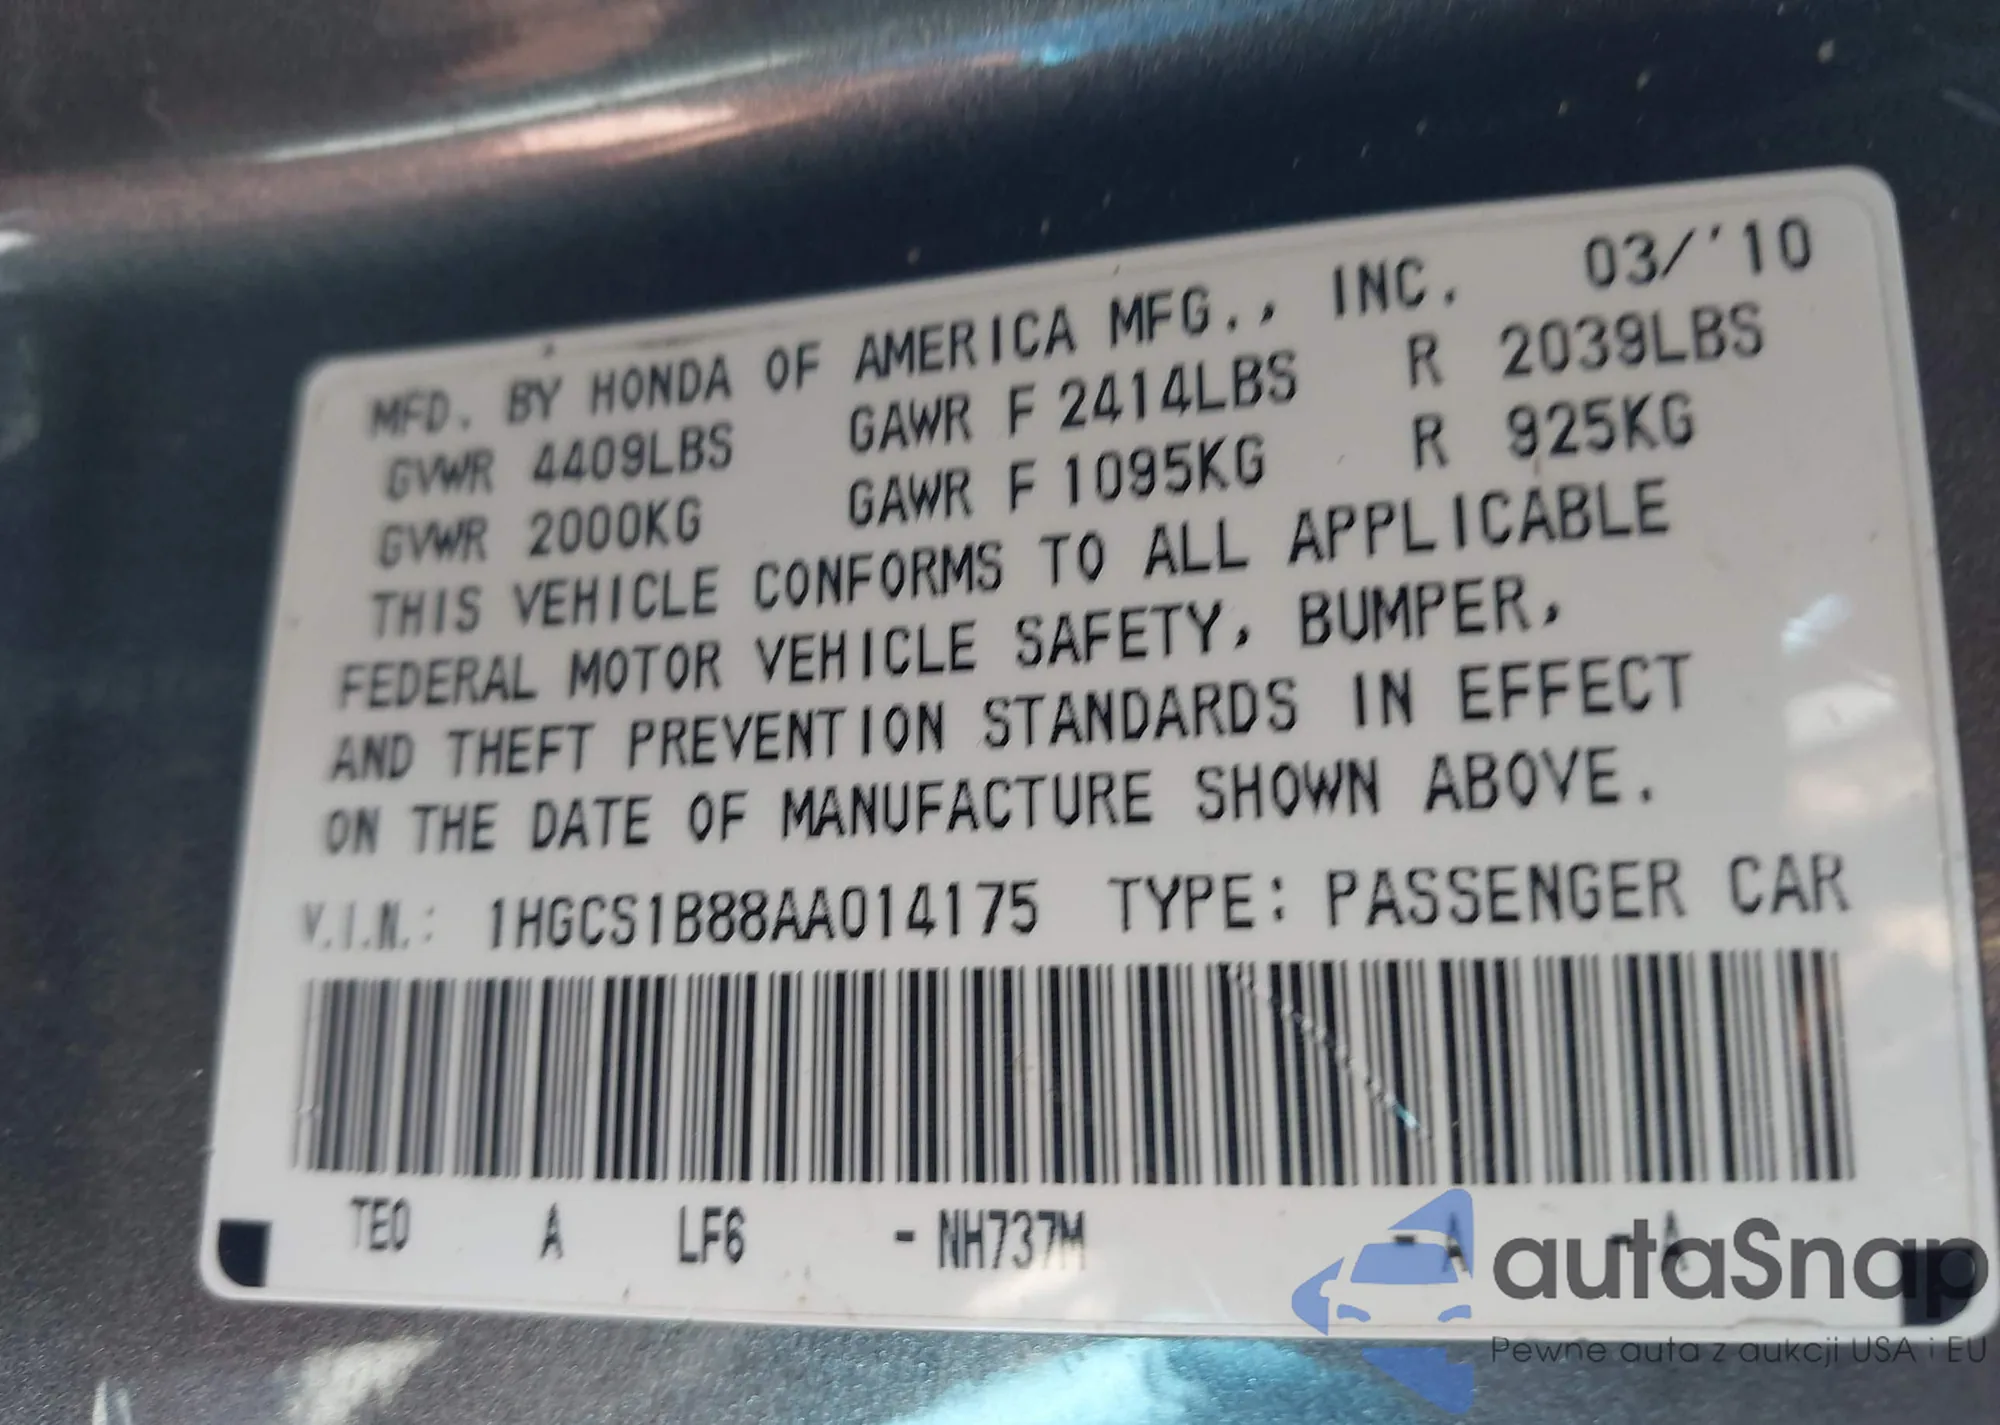 MFD. BY HONDA OF AMERICA MFG., INC. 03/'10
GVWR 4409LBS GAWR F 2414LBS R 2039LBS
GVWR 2000KG GAWR F 1095KG R 925KG
THIS VEHICLE CONFORMS TO ALL APPLICABLE
FEDERAL MOTOR VEHICLE SAFETY, BUMPER,
AND THEFT PREVENTION STANDARDS IN EFFECT
ON THE DATE OF MANUFACTURE SHOWN ABOVE.
V.I.N.: 1HGCS1B88AA014175 TYPE: PASSENGER CAR
TE0 A LF6 - NH737M - A - A
autaSnap
Pewne auta z aukcji USA i EU